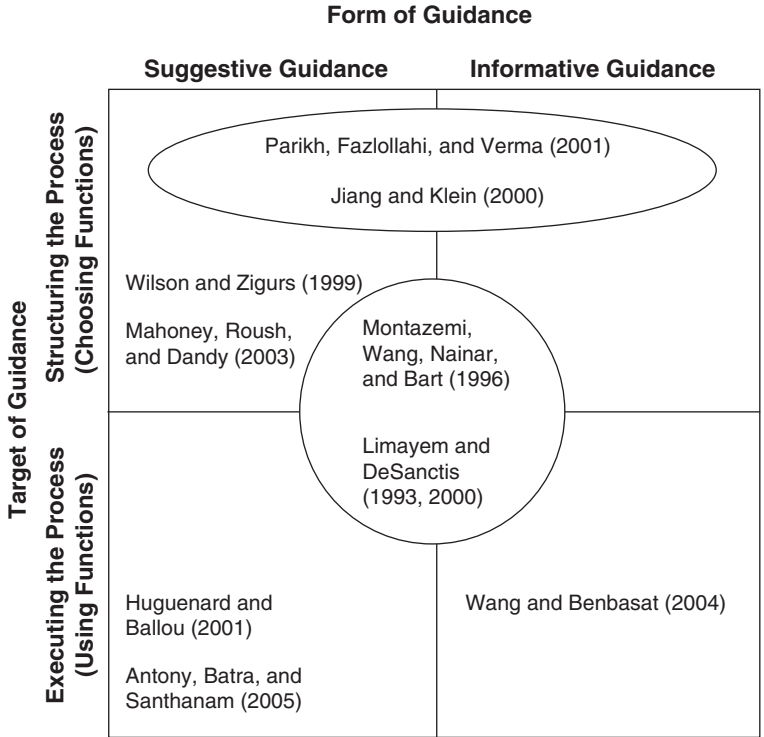 Form of Guidance
Suggestive Guidance
Informative Guidance
Target of Guidance
Structuring the Process
(Choosing Functions)
Parikh, Fazlollahi, and Verma (2001)
Jiang and Klein (2000)
Wilson and Zigurs (1999)
Mahoney, Roush,
and Dandy (2003)
Montazemi,
Wang, Nainar,
and Bart (1996)
Limayem and
DeSanctis
(1993, 2000)
Executing the Process
(Using Functions)
Huguenard and
Ballou (2001)
Antony, Batra, and
Santhanam (2005)
Wang and Benbasat (2004)